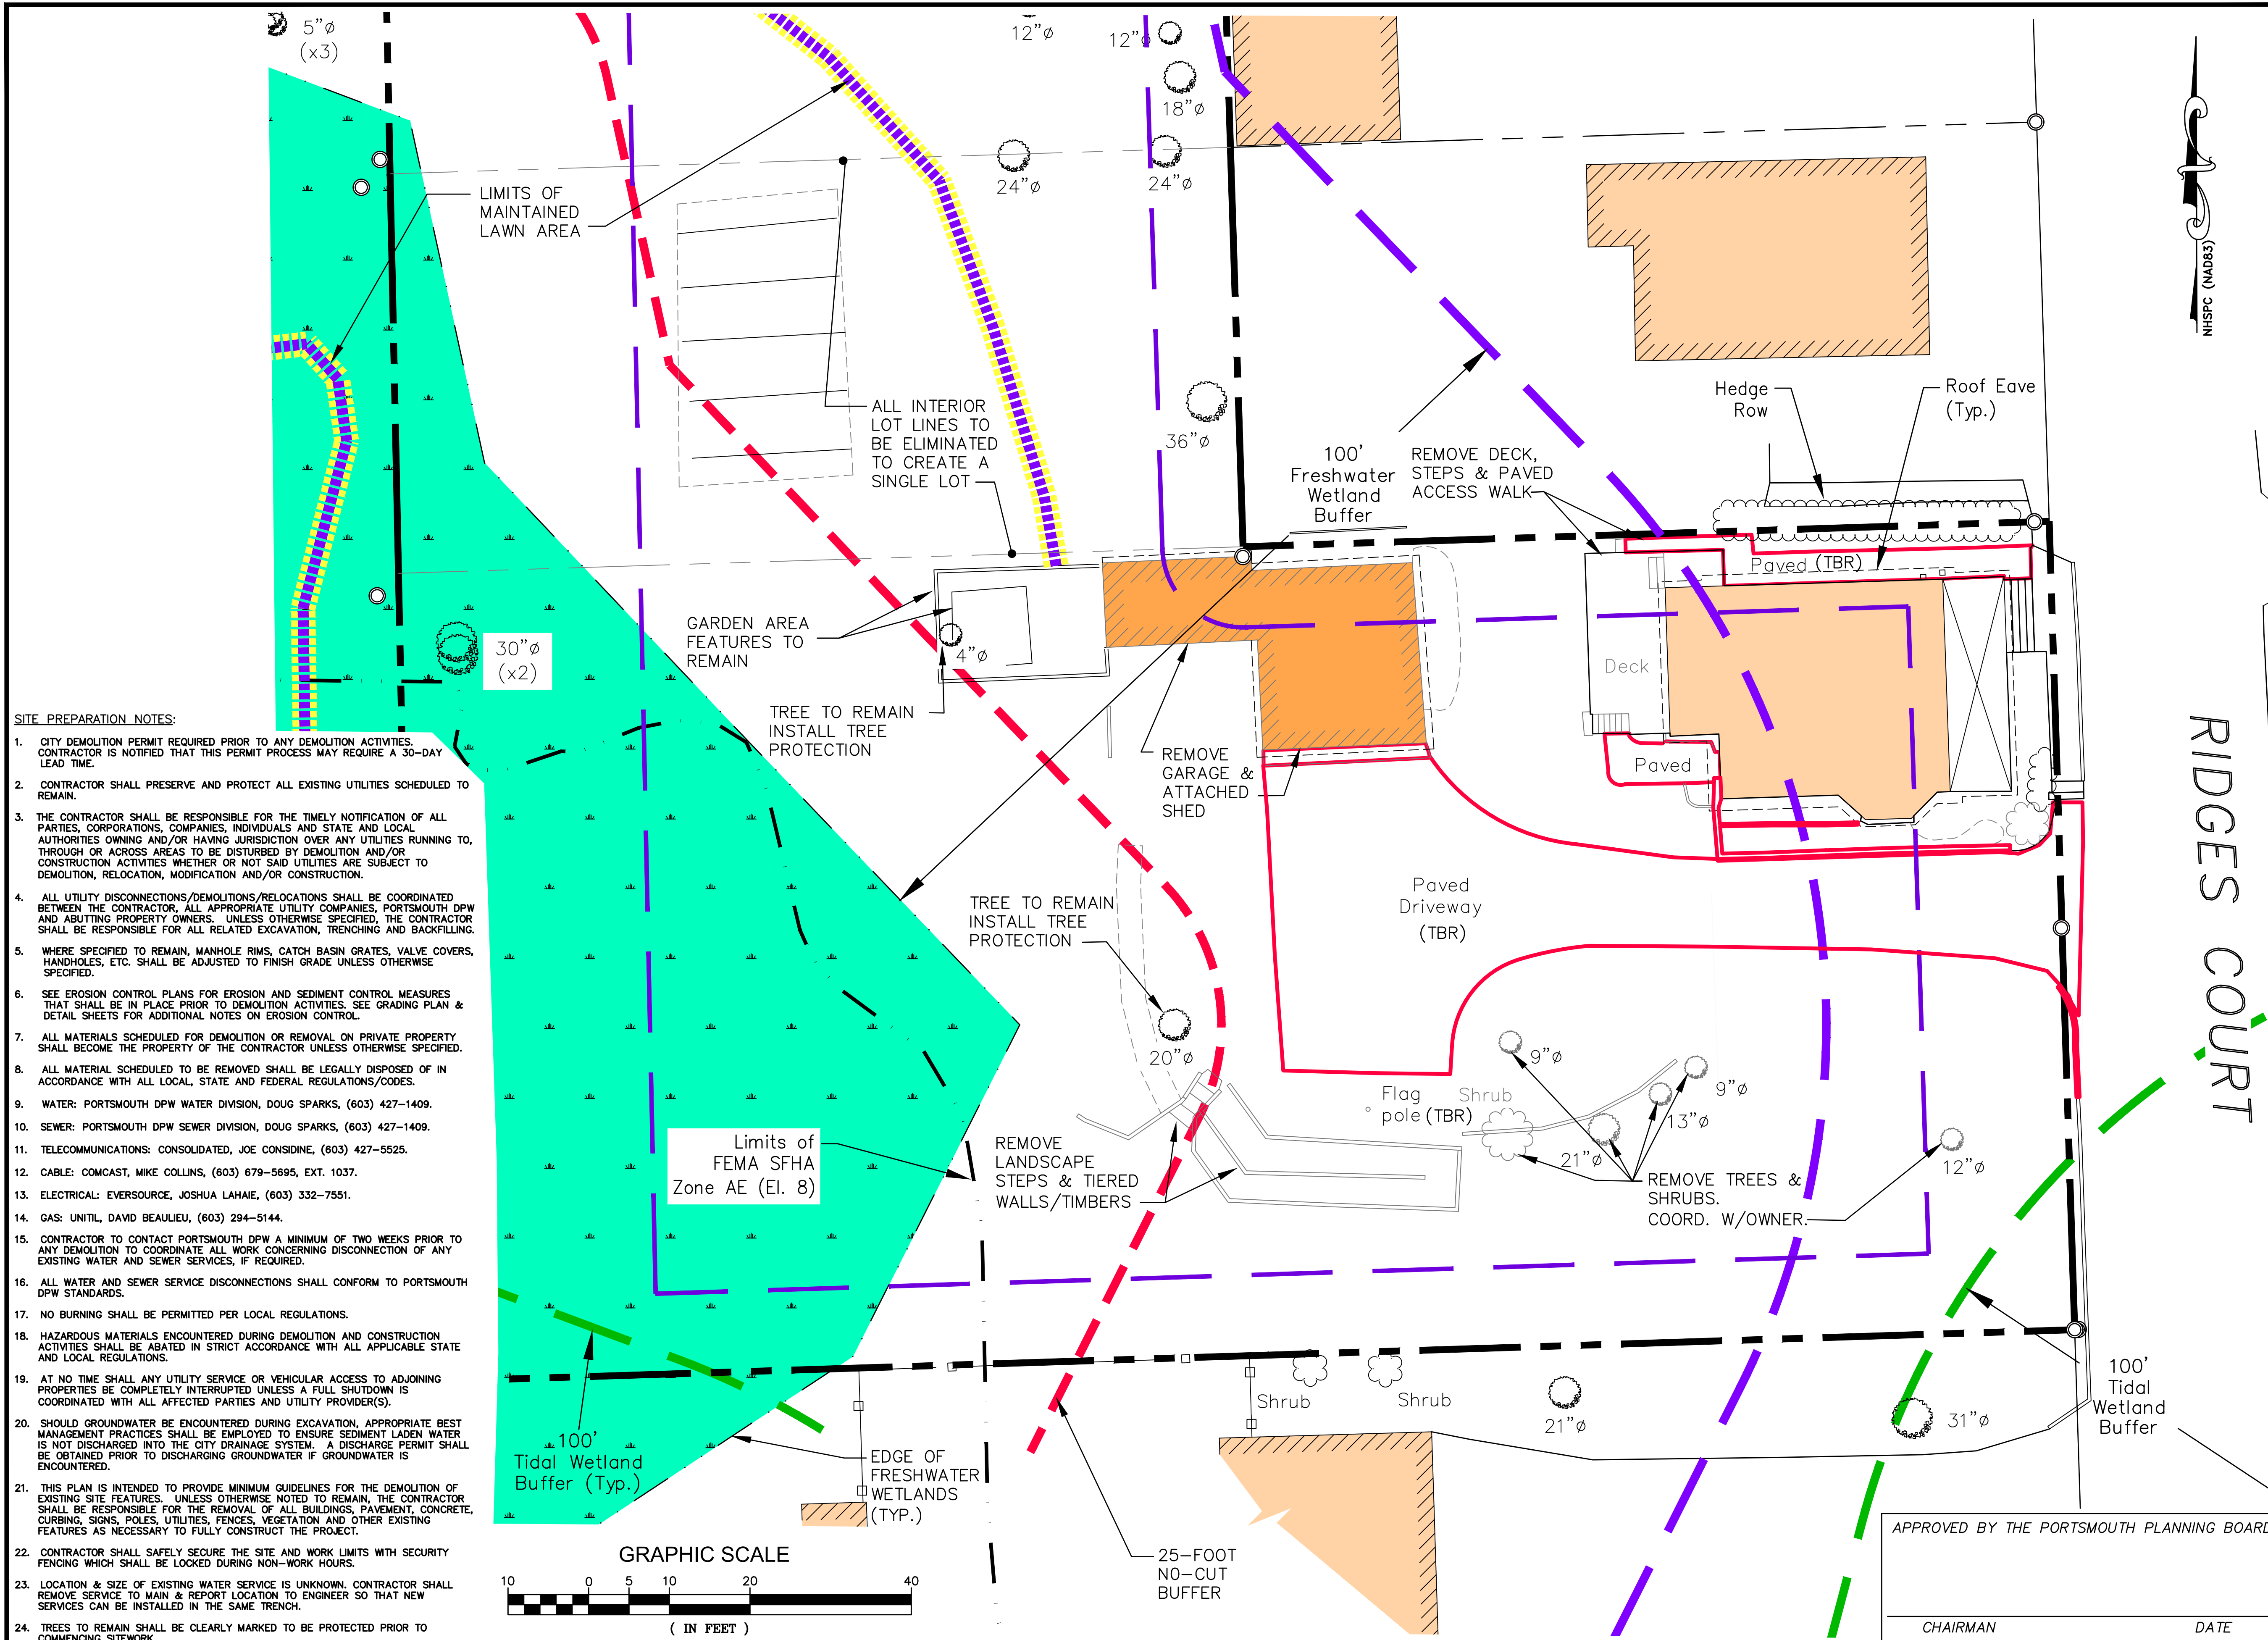 5"ø
(x3)
12"ø
12"ø
18"ø
24"ø
24"ø
LIMITS OF
MAINTAINED
LAWN AREA
NHSPC (NAD83)
ALL INTERIOR
LOT LINES TO
BE ELIMINATED
TO CREATE A
SINGLE LOT
36"ø
100'
Freshwater
Wetland
Buffer
REMOVE DECK,
STEPS & PAVED
ACCESS WALK
Hedge
Row
Roof Eave
(Typ.)
Paved (TBR)
GARDEN AREA
FEATURES TO
REMAIN
4"ø
30"ø
(x2)
Deck
TREE TO REMAIN
INSTALL TREE
PROTECTION
REMOVE
GARAGE &
ATTACHED
SHED
Paved
RIDGES COURT
Paved
Driveway
(TBR)
TREE TO REMAIN
INSTALL TREE
PROTECTION
20"ø
9"ø
Flag
pole (TBR)
Shrub
9"ø
13"ø
21"ø
12"ø
REMOVE TREES &
SHRUBS.
COORD. W/OWNER.
Limits of
FEMA SFHA
Zone AE (El. 8)
REMOVE
LANDSCAPE
STEPS & TIERED
WALLS/TIMBERS
Shrub
Shrub
21"ø
31"ø
100'
Tidal
Wetland
Buffer
100'
Tidal Wetland
Buffer (Typ.)
EDGE OF
FRESHWATER
WETLANDS
(TYP.)
25-FOOT
NO-CUT
BUFFER
SITE PREPARATION NOTES:
1. CITY DEMOLITION PERMIT REQUIRED PRIOR TO ANY DEMOLITION ACTIVITIES.
CONTRACTOR IS NOTIFIED THAT THIS PERMIT PROCESS MAY REQUIRE A 30-DAY
LEAD TIME.
2. CONTRACTOR SHALL PRESERVE AND PROTECT ALL EXISTING UTILITIES SCHEDULED TO
REMAIN.
3. THE CONTRACTOR SHALL BE RESPONSIBLE FOR THE TIMELY NOTIFICATION OF ALL
PARTIES, CORPORATIONS, COMPANIES, INDIVIDUALS AND STATE AND LOCAL
AUTHORITIES OWNING AND/OR HAVING JURISDICTION OVER ANY UTILITIES RUNNING TO,
THROUGH OR ACROSS AREAS TO BE DISTURBED BY DEMOLITION AND/OR
CONSTRUCTION ACTIVITIES WHETHER OR NOT SAID UTILITIES ARE SUBJECT TO
DEMOLITION, RELOCATION, MODIFICATION AND/OR CONSTRUCTION.
4. ALL UTILITY DISCONNECTIONS/DEMOLITIONS/RELOCATIONS SHALL BE COORDINATED
BETWEEN THE CONTRACTOR, ALL APPROPRIATE UTILITY COMPANIES, PORTSMOUTH DPW
AND ABUTTING PROPERTY OWNERS. UNLESS OTHERWISE SPECIFIED, THE CONTRACTOR
SHALL BE RESPONSIBLE FOR ALL RELATED EXCAVATION, TRENCHING AND BACKFILLING.
5. WHERE SPECIFIED TO REMAIN, MANHOLE RIMS, CATCH BASIN GRATES, VALVE COVERS,
HANDHOLES, ETC. SHALL BE ADJUSTED TO FINISH GRADE UNLESS OTHERWISE
SPECIFIED.
6. SEE EROSION CONTROL PLANS FOR EROSION AND SEDIMENT CONTROL MEASURES
THAT SHALL BE IN PLACE PRIOR TO DEMOLITION ACTIVITIES. SEE GRADING PLAN &
DETAIL SHEETS FOR ADDITIONAL NOTES ON EROSION CONTROL.
7. ALL MATERIALS SCHEDULED FOR DEMOLITION OR REMOVAL ON PRIVATE PROPERTY
SHALL BECOME THE PROPERTY OF THE CONTRACTOR UNLESS OTHERWISE SPECIFIED.
8. ALL MATERIAL SCHEDULED TO BE REMOVED SHALL BE LEGALLY DISPOSED OF IN
ACCORDANCE WITH ALL LOCAL, STATE AND FEDERAL REGULATIONS/CODES.
9. WATER: PORTSMOUTH DPW WATER DIVISION, DOUG SPARKS, (603) 427-1409.
10. SEWER: PORTSMOUTH DPW SEWER DIVISION, DOUG SPARKS, (603) 427-1409.
11. TELECOMMUNICATIONS: CONSOLIDATED, JOE CONSIDINE, (603) 427-5525.
12. CABLE: COMCAST, MIKE COLLINS, (603) 679-5695, EXT. 1037.
13. ELECTRICAL: EVERSOURCE, JOSHUA LAHAIE, (603) 332-7551.
14. GAS: UNITIL, DAVID BEAULIEU, (603) 294-5144.
15. CONTRACTOR TO CONTACT PORTSMOUTH DPW A MINIMUM OF TWO WEEKS PRIOR TO
ANY DEMOLITION TO COORDINATE ALL WORK CONCERNING DISCONNECTION OF ANY
EXISTING WATER AND SEWER SERVICES, IF REQUIRED.
16. ALL WATER AND SEWER SERVICE DISCONNECTIONS SHALL CONFORM TO PORTSMOUTH
DPW STANDARDS.
17. NO BURNING SHALL BE PERMITTED PER LOCAL REGULATIONS.
18. HAZARDOUS MATERIALS ENCOUNTERED DURING DEMOLITION AND CONSTRUCTION
ACTIVITIES SHALL BE ABATED IN STRICT ACCORDANCE WITH ALL APPLICABLE STATE
AND LOCAL REGULATIONS.
19. AT NO TIME SHALL ANY UTILITY SERVICE OR VEHICULAR ACCESS TO ADJOINING
PROPERTIES BE COMPLETELY INTERRUPTED UNLESS A FULL SHUTDOWN IS
COORDINATED WITH ALL AFFECTED PARTIES AND UTILITY PROVIDER(S).
20. SHOULD GROUNDWATER BE ENCOUNTERED DURING EXCAVATION, APPROPRIATE BEST
MANAGEMENT PRACTICES SHALL BE EMPLOYED TO ENSURE SEDIMENT LADEN WATER
IS NOT DISCHARGED INTO THE CITY DRAINAGE SYSTEM. A DISCHARGE PERMIT SHALL
BE OBTAINED PRIOR TO DISCHARGING GROUNDWATER IF GROUNDWATER IS
ENCOUNTERED.
21. THIS PLAN IS INTENDED TO PROVIDE MINIMUM GUIDELINES FOR THE DEMOLITION OF
EXISTING SITE FEATURES. UNLESS OTHERWISE NOTED TO REMAIN, THE CONTRACTOR
SHALL BE RESPONSIBLE FOR THE REMOVAL OF ALL BUILDINGS, PAVEMENT, CONCRETE,
CURBING, SIGNS, POLES, UTILITIES, FENCES, VEGETATION AND OTHER EXISTING
FEATURES AS NECESSARY TO FULLY CONSTRUCT THE PROJECT.
22. CONTRACTOR SHALL SAFELY SECURE THE SITE AND WORK LIMITS WITH SECURITY
FENCING WHICH SHALL BE LOCKED DURING NON-WORK HOURS.
23. LOCATION & SIZE OF EXISTING WATER SERVICE IS UNKNOWN. CONTRACTOR SHALL
REMOVE SERVICE TO MAIN & REPORT LOCATION TO ENGINEER SO THAT NEW
SERVICES CAN BE INSTALLED IN THE SAME TRENCH.
24. TREES TO REMAIN SHALL BE CLEARLY MARKED TO BE PROTECTED PRIOR TO
COMMENCING SITEWORK
GRAPHIC SCALE
10 0 5 10 20 40
( IN FEET )
APPROVED BY THE PORTSMOUTH PLANNING BOARD
CHAIRMAN DATE